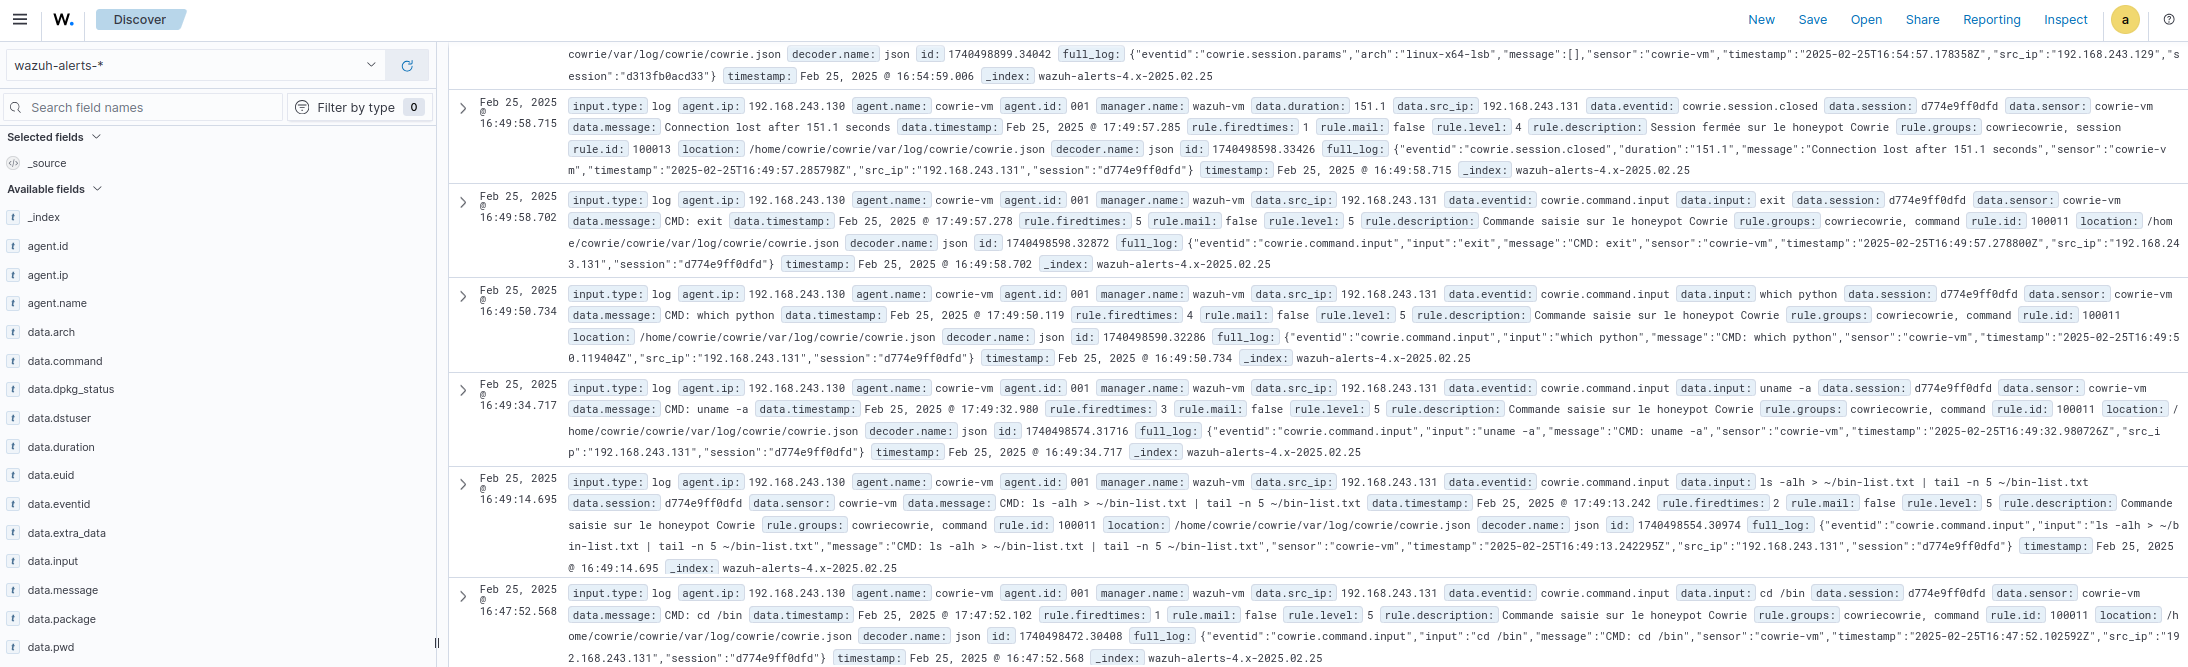 W. Discover New Save Open Share Reporting Inspect a
wazuh-alerts-*
Search field names Filter by type 0
Selected fields
_source
Available fields
t _index
t agent.id
t agent.ip
t agent.name
t data.arch
t data.command
t data.dpkg_status
t data.dstuser
t data.duration
t data.euid
t data.eventid
t data.extra_data
t data.input
t data.message
t data.package
t data.pwd
cowrie/var/log/cowrie/cowrie.json decoder.name: json id: 1740498899.34042 full_log: {"eventid":"cowrie.session.params","arch":"linux-x64-lsb","message":[],"sensor":"cowrie-vm","timestamp":"2025-02-25T16:54:57.178358Z","src_ip":"192.168.243.129","s
ession":"d313fb0acd33"} timestamp: Feb 25, 2025 @ 16:54:59.006 _index: wazuh-alerts-4.x-2025.02.25
Feb 25, 2025
@
16:49:58.715
input.type: log agent.ip: 192.168.243.130 agent.name: cowrie-vm agent.id: 001 manager.name: wazuh-vm data.duration: 151.1 data.src_ip: 192.168.243.131 data.eventid: cowrie.session.closed data.session: d774e9ff0dfd data.sensor: cowrie-vm
data.message: Connection lost after 151.1 seconds data.timestamp: Feb 25, 2025 @ 17:49:57.285 rule.firedtimes: 1 rule.mail: false rule.level: 4 rule.description: Session fermée sur le honeypot Cowrie rule.groups: cowriecowrie, session
rule.id: 100013 location: /home/cowrie/cowrie/var/log/cowrie/cowrie.json decoder.name: json id: 1740498598.33426 full_log: {"eventid":"cowrie.session.closed","duration":"151.1","message":"Connection lost after 151.1 seconds","sensor":"cowrie-v
m","timestamp":"2025-02-25T16:49:57.285798Z","src_ip":"192.168.243.131","session":"d774e9ff0dfd"} timestamp: Feb 25, 2025 @ 16:49:58.715 _index: wazuh-alerts-4.x-2025.02.25
Feb 25, 2025
@
16:49:58.702
input.type: log agent.ip: 192.168.243.130 agent.name: cowrie-vm agent.id: 001 manager.name: wazuh-vm data.src_ip: 192.168.243.131 data.eventid: cowrie.command.input data.input: exit data.session: d774e9ff0dfd data.sensor: cowrie-vm
data.message: CMD: exit data.timestamp: Feb 25, 2025 @ 17:49:57.278 rule.firedtimes: 5 rule.mail: false rule.level: 5 rule.description: Commande saisie sur le honeypot Cowrie rule.groups: cowriecowrie, command rule.id: 100011 location: /hom
e/cowrie/cowrie/var/log/cowrie/cowrie.json decoder.name: json id: 1740498598.32872 full_log: {"eventid":"cowrie.command.input","input":"exit","message":"CMD: exit","sensor":"cowrie-vm","timestamp":"2025-02-25T16:49:57.278800Z","src_ip":"192.168.24
3.131","session":"d774e9ff0dfd"} timestamp: Feb 25, 2025 @ 16:49:58.702 _index: wazuh-alerts-4.x-2025.02.25
Feb 25, 2025
@
16:49:50.734
input.type: log agent.ip: 192.168.243.130 agent.name: cowrie-vm agent.id: 001 manager.name: wazuh-vm data.src_ip: 192.168.243.131 data.eventid: cowrie.command.input data.input: which python data.session: d774e9ff0dfd data.sensor: cowrie-vm
data.message: CMD: which python data.timestamp: Feb 25, 2025 @ 17:49:50.119 rule.firedtimes: 4 rule.mail: false rule.level: 5 rule.description: Commande saisie sur le honeypot Cowrie rule.groups: cowriecowrie, command rule.id: 100011
location: /home/cowrie/cowrie/var/log/cowrie/cowrie.json decoder.name: json id: 1740498590.32286 full_log: {"eventid":"cowrie.command.input","input":"which python","message":"CMD: which python","sensor":"cowrie-vm","timestamp":"2025-02-25T16:49:5
0.119404Z","src_ip":"192.168.243.131","session":"d774e9ff0dfd"} timestamp: Feb 25, 2025 @ 16:49:50.734 _index: wazuh-alerts-4.x-2025.02.25
Feb 25, 2025
@
16:49:34.717
input.type: log agent.ip: 192.168.243.130 agent.name: cowrie-vm agent.id: 001 manager.name: wazuh-vm data.src_ip: 192.168.243.131 data.eventid: cowrie.command.input data.input: uname -a data.session: d774e9ff0dfd data.sensor: cowrie-vm
data.message: CMD: uname -a data.timestamp: Feb 25, 2025 @ 17:49:32.980 rule.firedtimes: 3 rule.mail: false rule.level: 5 rule.description: Commande saisie sur le honeypot Cowrie rule.groups: cowriecowrie, command rule.id: 100011 location: /
home/cowrie/cowrie/var/log/cowrie/cowrie.json decoder.name: json id: 1740498574.31716 full_log: {"eventid":"cowrie.command.input","input":"uname -a","message":"CMD: uname -a","sensor":"cowrie-vm","timestamp":"2025-02-25T16:49:32.980726Z","src_i
p":"192.168.243.131","session":"d774e9ff0dfd"} timestamp: Feb 25, 2025 @ 16:49:34.717 _index: wazuh-alerts-4.x-2025.02.25
Feb 25, 2025
@
16:49:14.695
input.type: log agent.ip: 192.168.243.130 agent.name: cowrie-vm agent.id: 001 manager.name: wazuh-vm data.src_ip: 192.168.243.131 data.eventid: cowrie.command.input data.input: ls -alh > ~/bin-list.txt | tail -n 5 ~/bin-list.txt
data.session: d774e9ff0dfd data.sensor: cowrie-vm data.message: CMD: ls -alh > ~/bin-list.txt | tail -n 5 ~/bin-list.txt data.timestamp: Feb 25, 2025 @ 17:49:13.242 rule.firedtimes: 2 rule.mail: false rule.level: 5 rule.description: Commande
saisie sur le honeypot Cowrie rule.groups: cowriecowrie, command rule.id: 100011 location: /home/cowrie/cowrie/var/log/cowrie/cowrie.json decoder.name: json id: 1740498554.30974 full_log: {"eventid":"cowrie.command.input","input":"ls -alh > ~/b
in-list.txt | tail -n 5 ~/bin-list.txt","message":"CMD: ls -alh > ~/bin-list.txt | tail -n 5 ~/bin-list.txt","sensor":"cowrie-vm","timestamp":"2025-02-25T16:49:13.242295Z","src_ip":"192.168.243.131","session":"d774e9ff0dfd"} timestamp: Feb 25, 2025
@ 16:49:14.695 _index: wazuh-alerts-4.x-2025.02.25
Feb 25, 2025
@
16:47:52.568
input.type: log agent.ip: 192.168.243.130 agent.name: cowrie-vm agent.id: 001 manager.name: wazuh-vm data.src_ip: 192.168.243.131 data.eventid: cowrie.command.input data.input: cd /bin data.session: d774e9ff0dfd data.sensor: cowrie-vm
data.message: CMD: cd /bin data.timestamp: Feb 25, 2025 @ 17:47:52.102 rule.firedtimes: 1 rule.mail: false rule.level: 5 rule.description: Commande saisie sur le honeypot Cowrie rule.groups: cowriecowrie, command rule.id: 100011 location: /h
ome/cowrie/cowrie/var/log/cowrie/cowrie.json decoder.name: json id: 1740498472.30408 full_log: {"eventid":"cowrie.command.input","input":"cd /bin","message":"CMD: cd /bin","sensor":"cowrie-vm","timestamp":"2025-02-25T16:47:52.102592Z","src_ip":"19
2.168.243.131","session":"d774e9ff0dfd"} timestamp: Feb 25, 2025 @ 16:47:52.568 _index: wazuh-alerts-4.x-2025.02.25